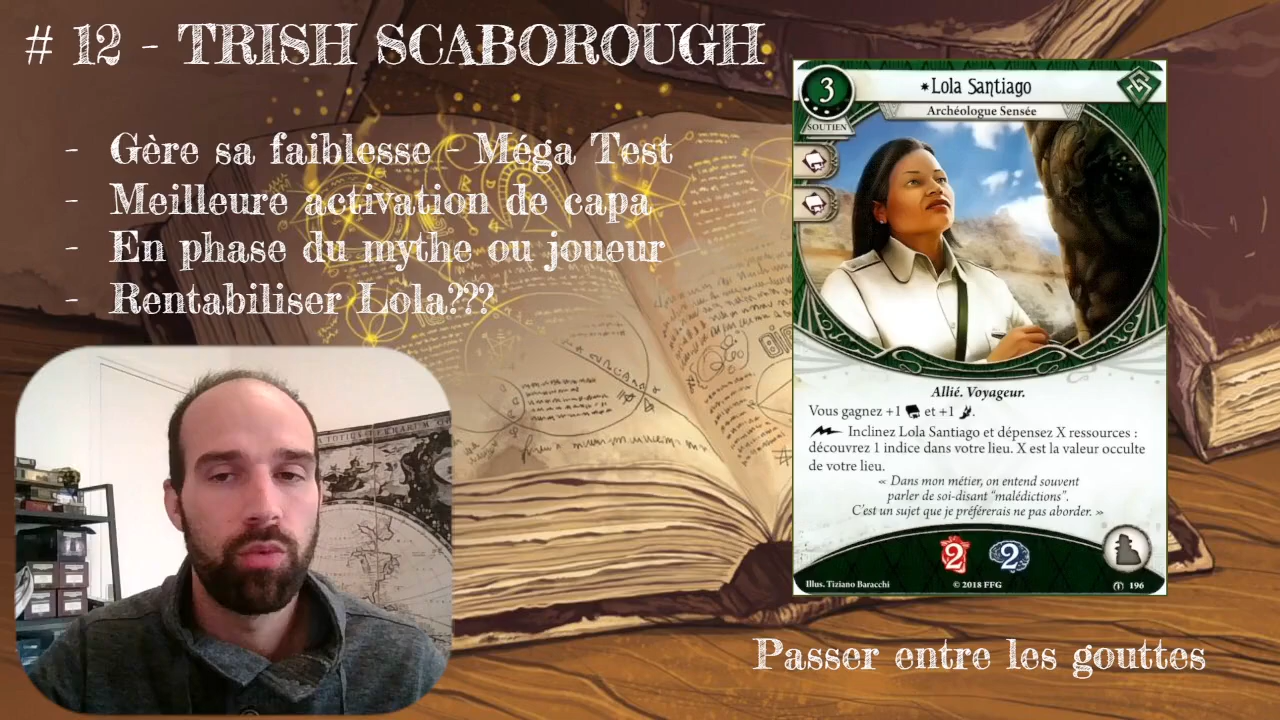 # 12 - TRISH SCABOROUGH
- Gère sa faiblesse - Méga Test
- Meilleure activation de capa
- En phase du mythe ou joueur
- Rentabiliser Lola???
3
Lola Santiago
Archéologue Sensée
SOUTIEN
Allié. Voyageur.
Vous gagnez +1 et +1 .
Inclinez Lola Santiago et dépensez X ressources :
découvrez 1 indice dans votre lieu. X est la valeur occulte
de votre lieu.
« Dans mon métier, on entend souvent
parler de soi-disant “malédictions”.
C’est un sujet que je préférerais ne pas aborder. »
2 2
Illus. Tiziano Baracchi © 2018 FFG 196
Passer entre les gouttes